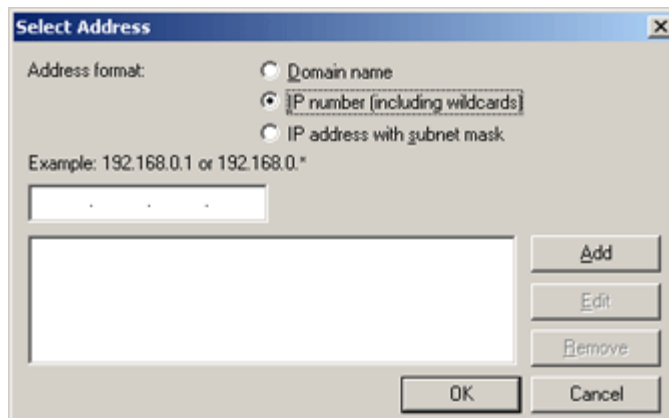 Select Address
Address format:
Domain name
IP number (including wildcards)
IP address with subnet mask
Example: 192.168.0.1 or 192.168.0.*
. . .
Add
Edit
Remove
OK
Cancel